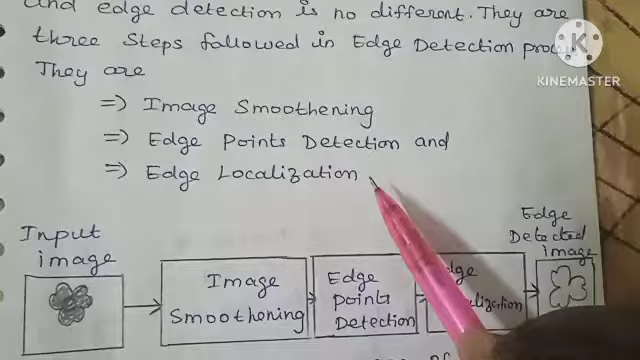 and edge detection is no different. They are
three steps followed in Edge Detection
They are
=> Image Smoothening
=> Edge Points Detection and
=> Edge Localization
KINEMASTER
Input image
Image Smoothening
Edge Points Detection
Edge Detected image